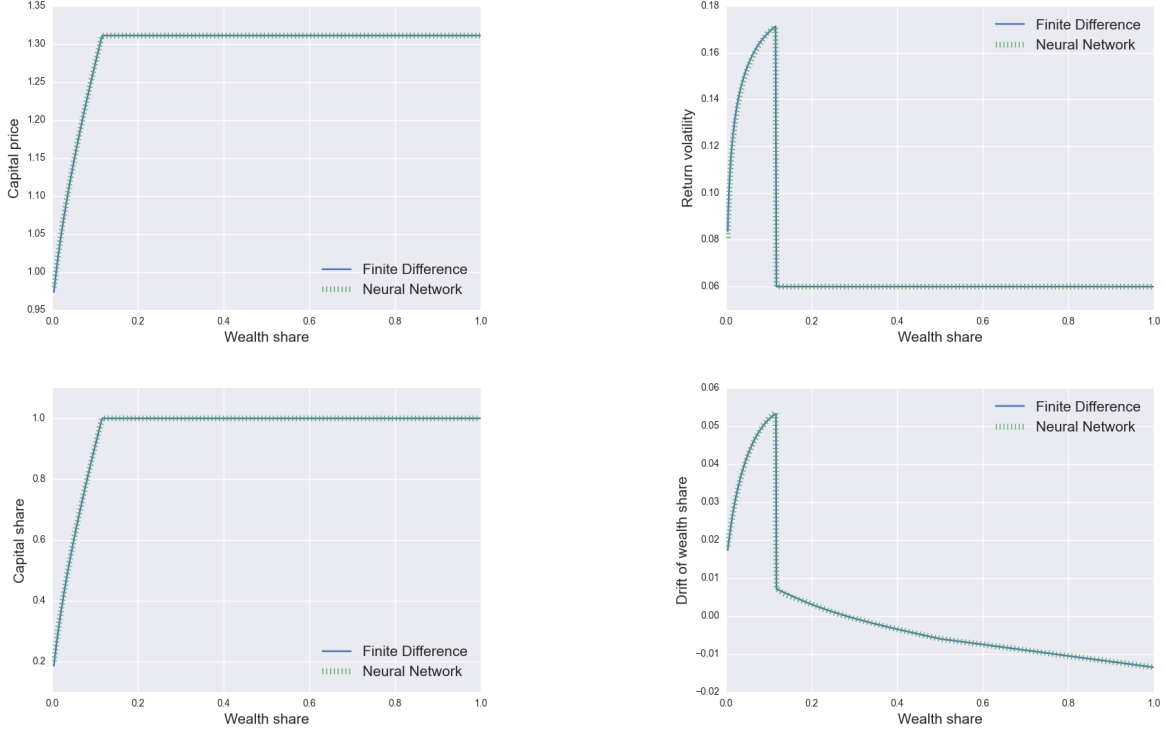 1.35
1.30
1.25
1.20
1.15
1.10
1.05
1.00
0.95
Capital price
Finite Difference
Neural Network
0.0 0.2 0.4 0.6 0.8 1.0
Wealth share
0.18
0.16
0.14
0.12
0.10
0.08
0.06
Return volatility
Finite Difference
Neural Network
0.0 0.2 0.4 0.6 0.8 1.0
Wealth share
1.0
0.8
0.6
0.4
0.2
Capital share
Finite Difference
Neural Network
0.0 0.2 0.4 0.6 0.8 1.0
Wealth share
0.06
0.05
0.04
0.03
0.02
0.01
0.00
−0.01
−0.02
Drift of wealth share
Finite Difference
Neural Network
0.0 0.2 0.4 0.6 0.8 1.0
Wealth share